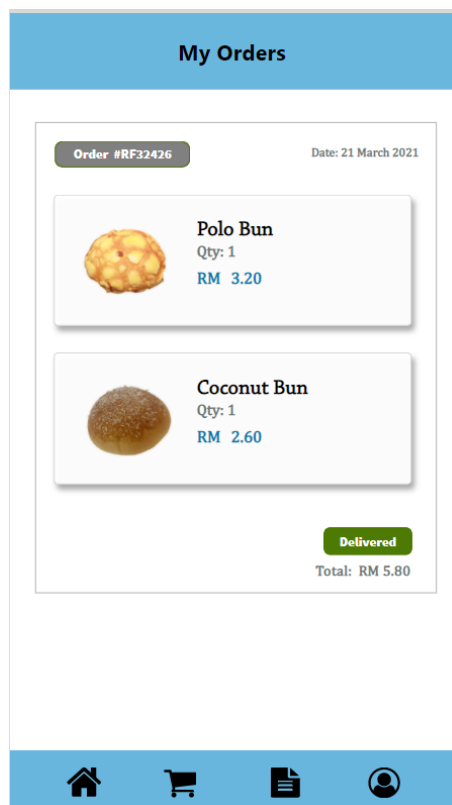 My Orders
Order #RF32426
Date: 21 March 2021
Polo Bun
Qty: 1
RM 3.20
Coconut Bun
Qty: 1
RM 2.60
Delivered
Total: RM 5.80